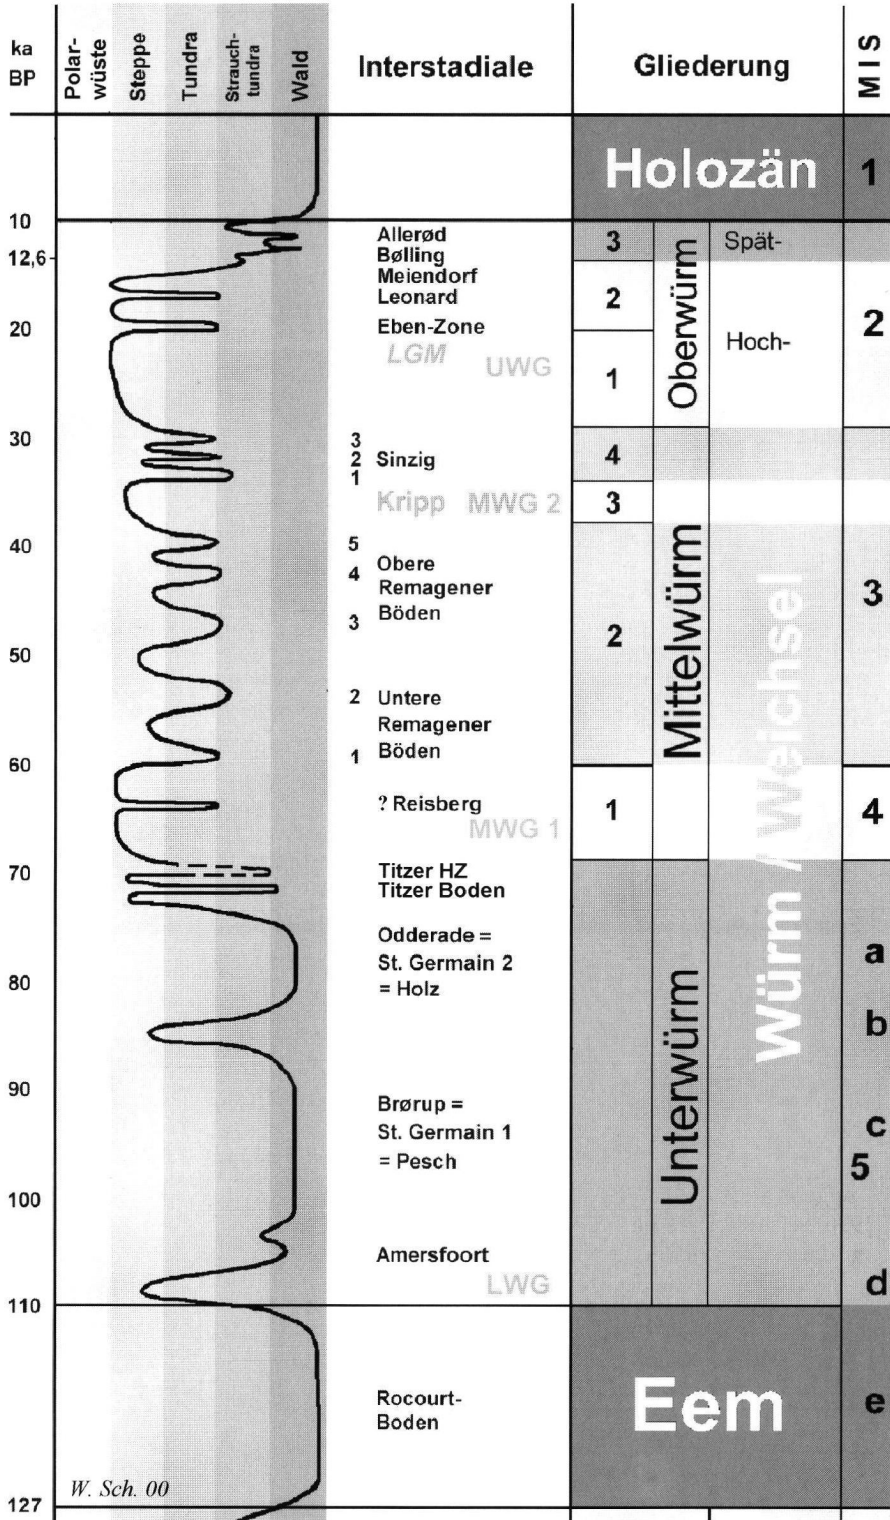 ka
BP
Polar-
wüste
Steppe
Tundra
Strauch-
tundra
Wald
Interstadiale
Gliederung
MIS
Holozän
1
10
12,6
20
30
40
50
60
70
80
90
100
110
127
Allerød
Bølling
Meiendorf
Leonard
Eben-Zone
LGM
UWG
3
2 Sinzig
1
Kripp MWG 2
5
4
3
Obere
Remagener
Böden
2
1
Untere
Remagener
Böden
? Reisberg
MWG 1
Titzer HZ
Titzer Boden
Odderade =
St. Germain 2
= Holz
Brørup =
St. Germain 1
= Pesch
Amersfoort
LWG
Rocourt-
Boden
3
2
1
4
3
2
1
Oberwürm
Mittelwürm
Unterwürm
Spät-
Hoch-
Würm / Weichsel
Eem
2
3
4
a
b
c
5
d
e
W. Sch. 00